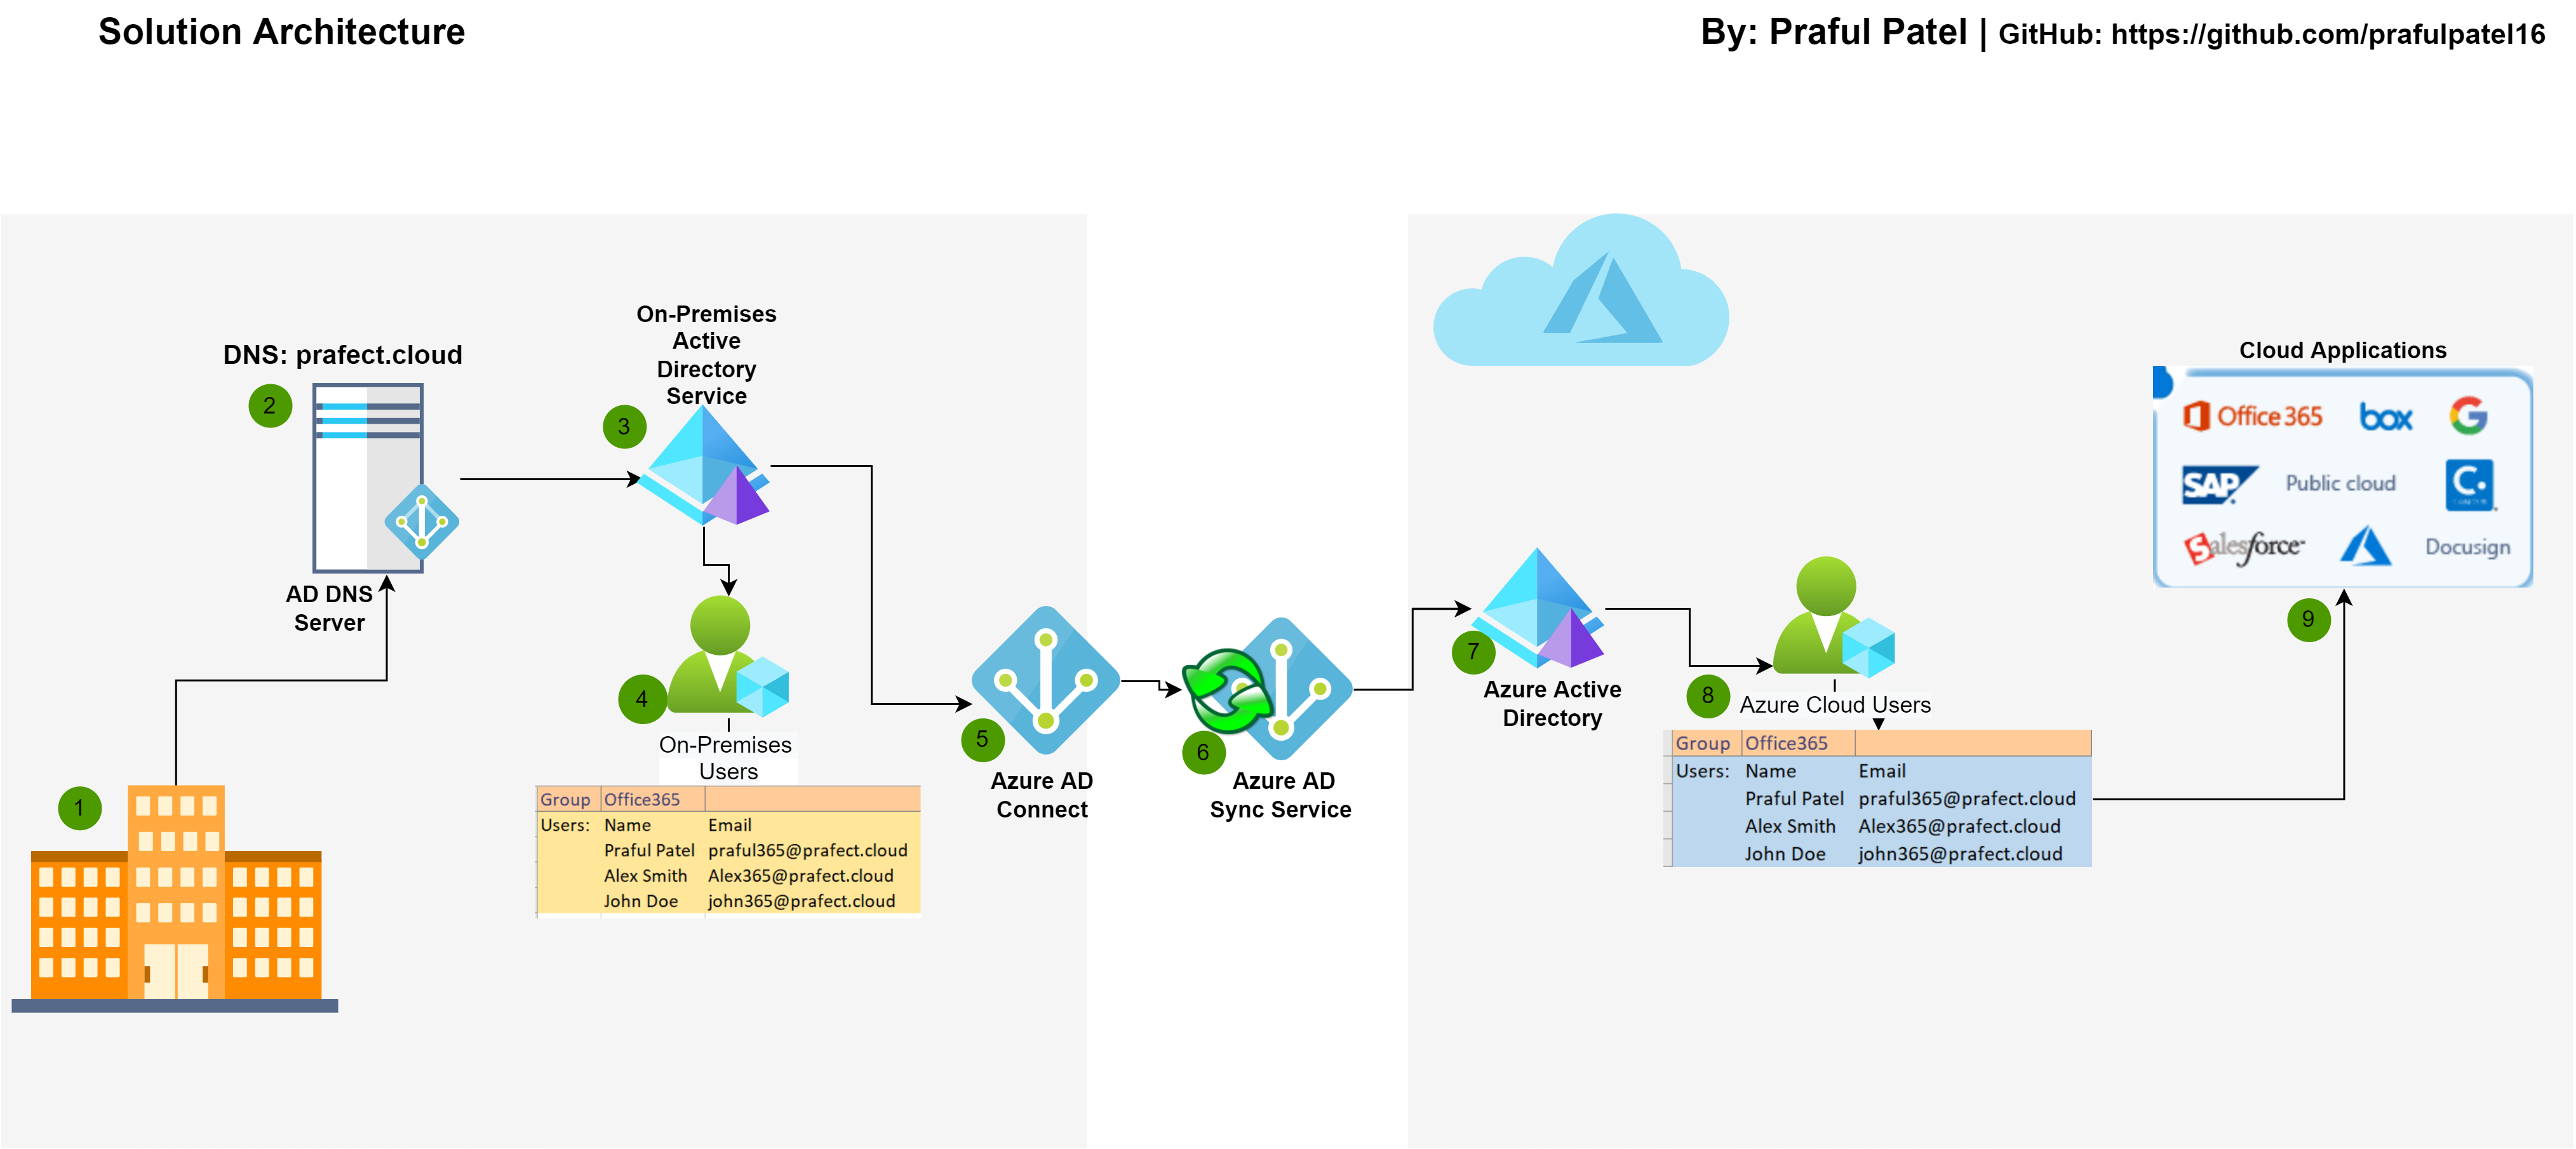 Solution Architecture
By: Praful Patel | GitHub: https://github.com/prafulpatel16
DNS: prafect.cloud
2
AD DNS
Server
1
On-Premises
Active
Directory
Service
3
4
On-Premises
Users
Group Office365
Users: Name Email
Praful Patel praful365@prafect.cloud
Alex Smith Alex365@prafect.cloud
John Doe john365@prafect.cloud
5
Azure AD
Connect
6
Azure AD
Sync Service
7
Azure Active
Directory
8
Azure Cloud Users
Group Office365
Users: Name Email
Praful Patel praful365@prafect.cloud
Alex Smith Alex365@prafect.cloud
John Doe john365@prafect.cloud
Cloud Applications
Office 365 box G
SAP Public cloud C.
salesforce Docusign
9